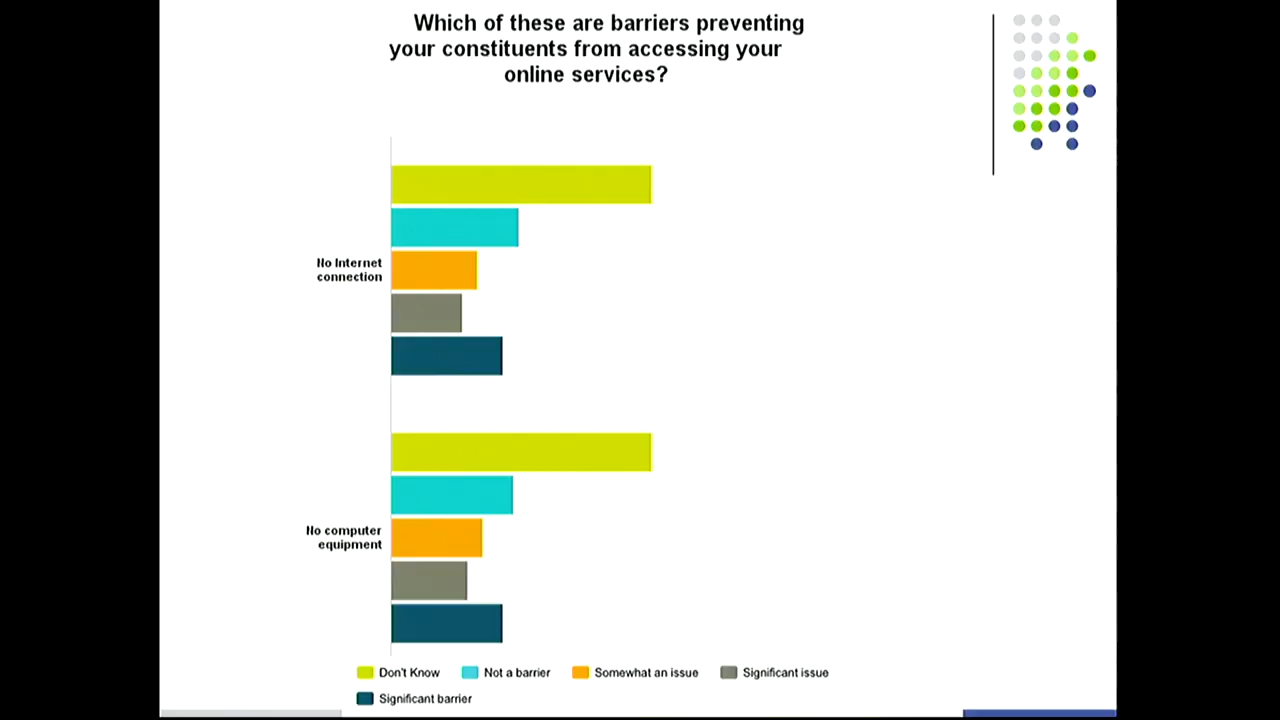 Which of these are barriers preventing
your constituents from accessing your
online services?
No Internet
connection
No computer
equipment
Don't Know
Not a barrier
Somewhat an issue
Significant issue
Significant barrier